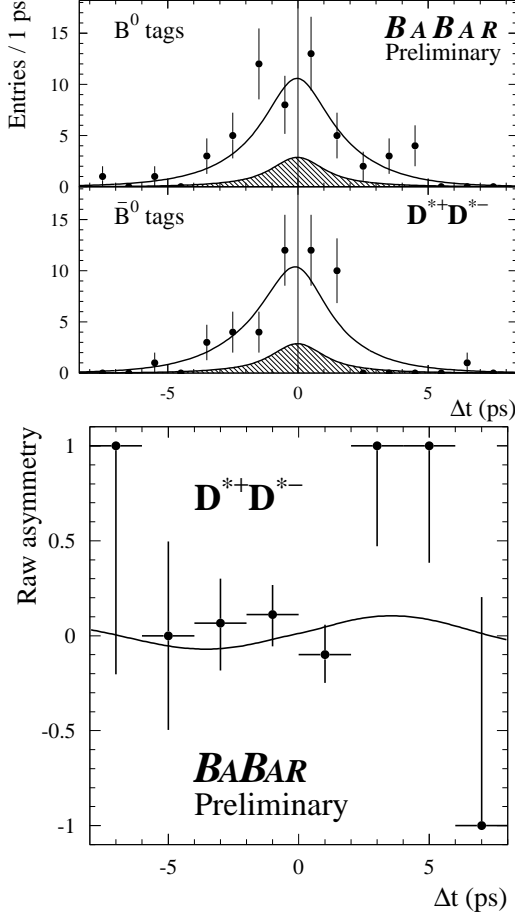 Entries / 1 ps
B⁰ tags
BABAR
Preliminary
15
10
5
0
B̄⁰ tags
D*+D*−
15
10
5
0
-5
0
5
Δt (ps)
Raw asymmetry
D*+D*−
1
0.5
0
-0.5
-1
BABAR
Preliminary
-5
0
5
Δt (ps)